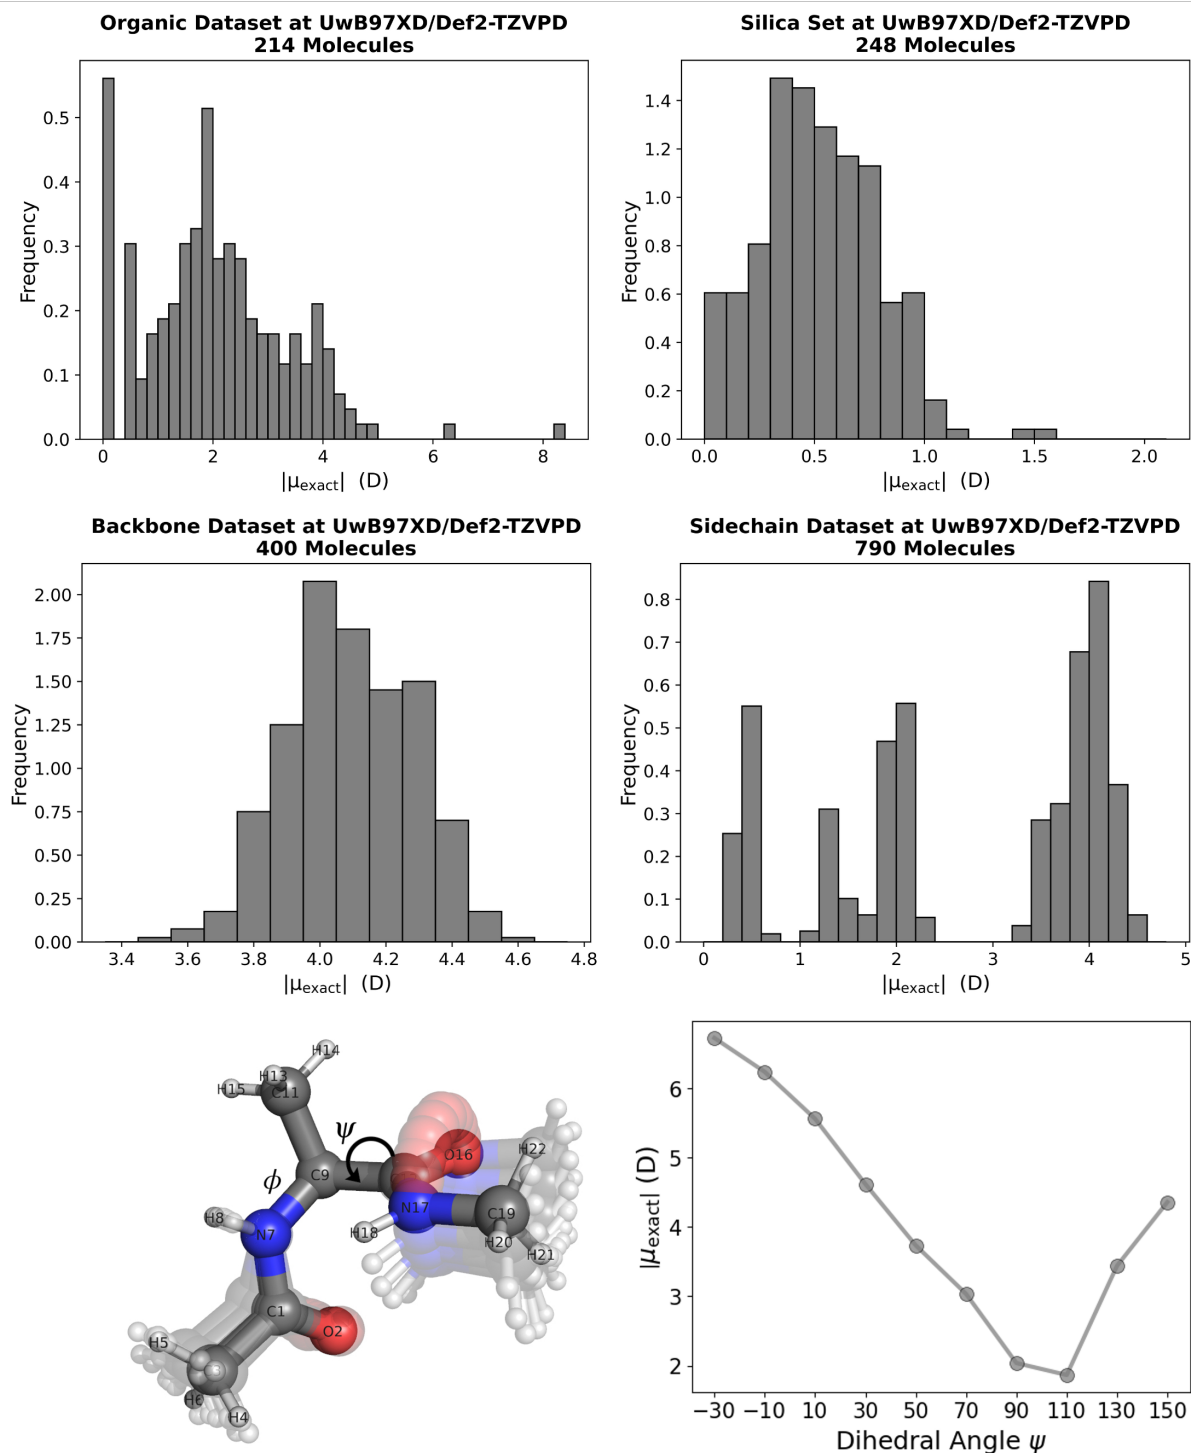 Organic Dataset at UwB97XD/Def2-TZVPD
214 Molecules
Frequency
0.5
0.4
0.3
0.2
0.1
0.0
0 2 4 6 8
|μexact| (D)
Silica Set at UwB97XD/Def2-TZVPD
248 Molecules
Frequency
1.4
1.2
1.0
0.8
0.6
0.4
0.2
0.0
0.0 0.5 1.0 1.5 2.0
|μexact| (D)
Backbone Dataset at UwB97XD/Def2-TZVPD
400 Molecules
Frequency
2.00
1.75
1.50
1.25
1.00
0.75
0.50
0.25
0.00
3.4 3.6 3.8 4.0 4.2 4.4 4.6 4.8
|μexact| (D)
Sidechain Dataset at UwB97XD/Def2-TZVPD
790 Molecules
Frequency
0.8
0.7
0.6
0.5
0.4
0.3
0.2
0.1
0.0
0 1 2 3 4 5
|μexact| (D)
H14
H13
H15 C11
ψ
O16 H22
C9
ϕ
H8 N7
N17 C19
H18 H20 H21
C1
O2
H5
H6 H4
|μexact| (D)
6
5
4
3
2
−30 −10 10 30 50 70 90 110 130 150
Dihedral Angle ψ